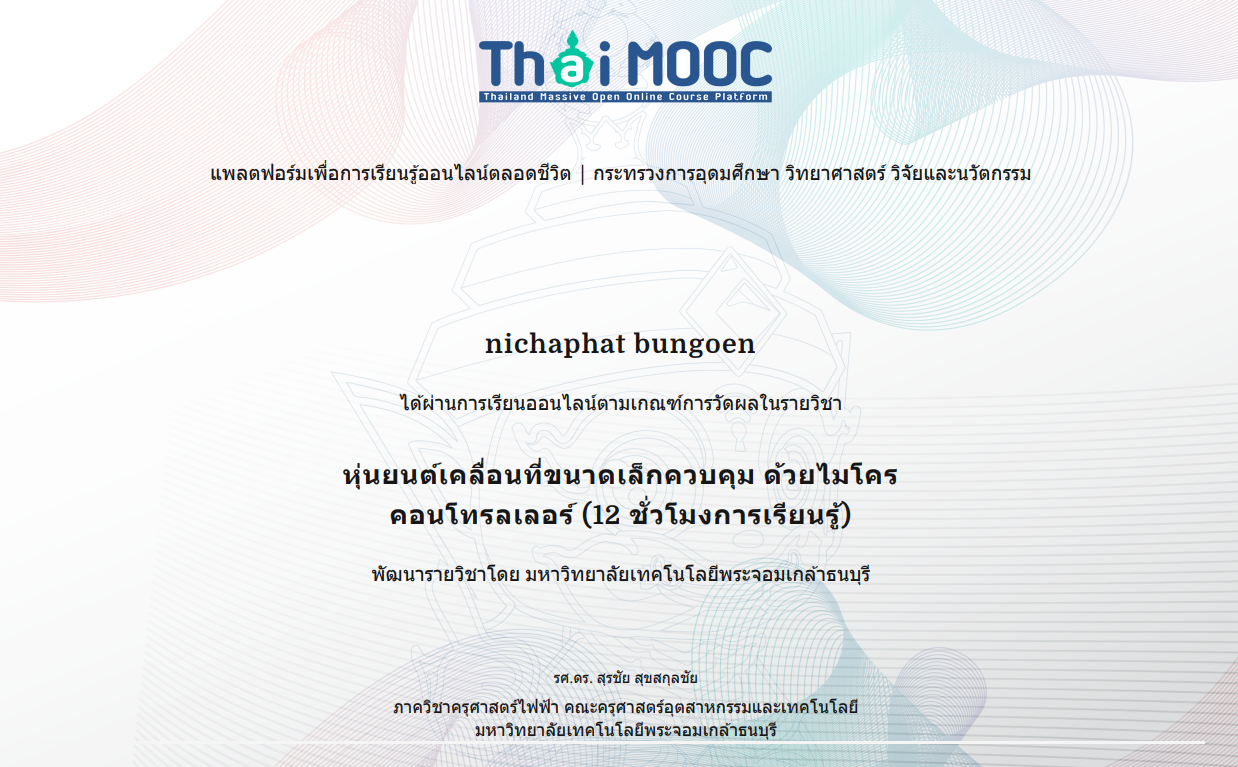 Thai MOOC
Thailand Massive Open Online Course Platform
แพลตฟอร์มเพื่อการเรียนรู้ออนไลน์ตลอดชีวิต | กระทรวงการอุดมศึกษา วิทยาศาสตร์ วิจัยและนวัตกรรม
nichaphat bungoen
ได้ผ่านการเรียนออนไลน์ตามเกณฑ์การวัดผลในรายวิชา
หุ่นยนต์เคลื่อนที่ขนาดเล็กควบคุม ด้วยไมโคร
คอนโทรลเลอร์ (12 ชั่วโมงการเรียนรู้)
พัฒนารายวิชาโดย มหาวิทยาลัยเทคโนโลยีพระจอมเกล้าธนบุรี
รศ.ดร. สุรชัย สุขสกุลชัย
ภาควิชาครุศาสตร์ไฟฟ้า คณะครุศาสตร์อุตสาหกรรมและเทคโนโลยี
มหาวิทยาลัยเทคโนโลยีพระจอมเกล้าธนบุรี